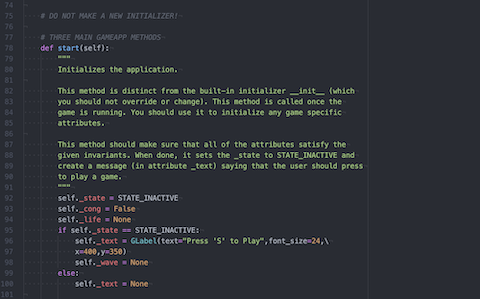 74
75 # DO NOT MAKE A NEW INITIALIZER!
76
77 # THREE MAIN GAMEAPP METHODS
78 def start(self):
79 """
80 Initializes the application.
81
82 This method is distinct from the built-in initializer __init__ (which
83 you should not override or change). This method is called once the
84 game is running. You should use it to initialize any game specific
85 attributes.
86
87 This method should make sure that all of the attributes satisfy the
88 given invariants. When done, it sets the _state to STATE_INACTIVE and
89 create a message (in attribute _text) saying that the user should press
90 to play a game.
91 """
92 self._state = STATE_INACTIVE
93 self._cong = False
94 self._life = None
95 if self._state == STATE_INACTIVE:
96 self._text = GLabel(text="Press 'S' to Play",font_size=24,\
97 x=400,y=350)
98 self._wave = None
99 else:
100 self._text = None
101